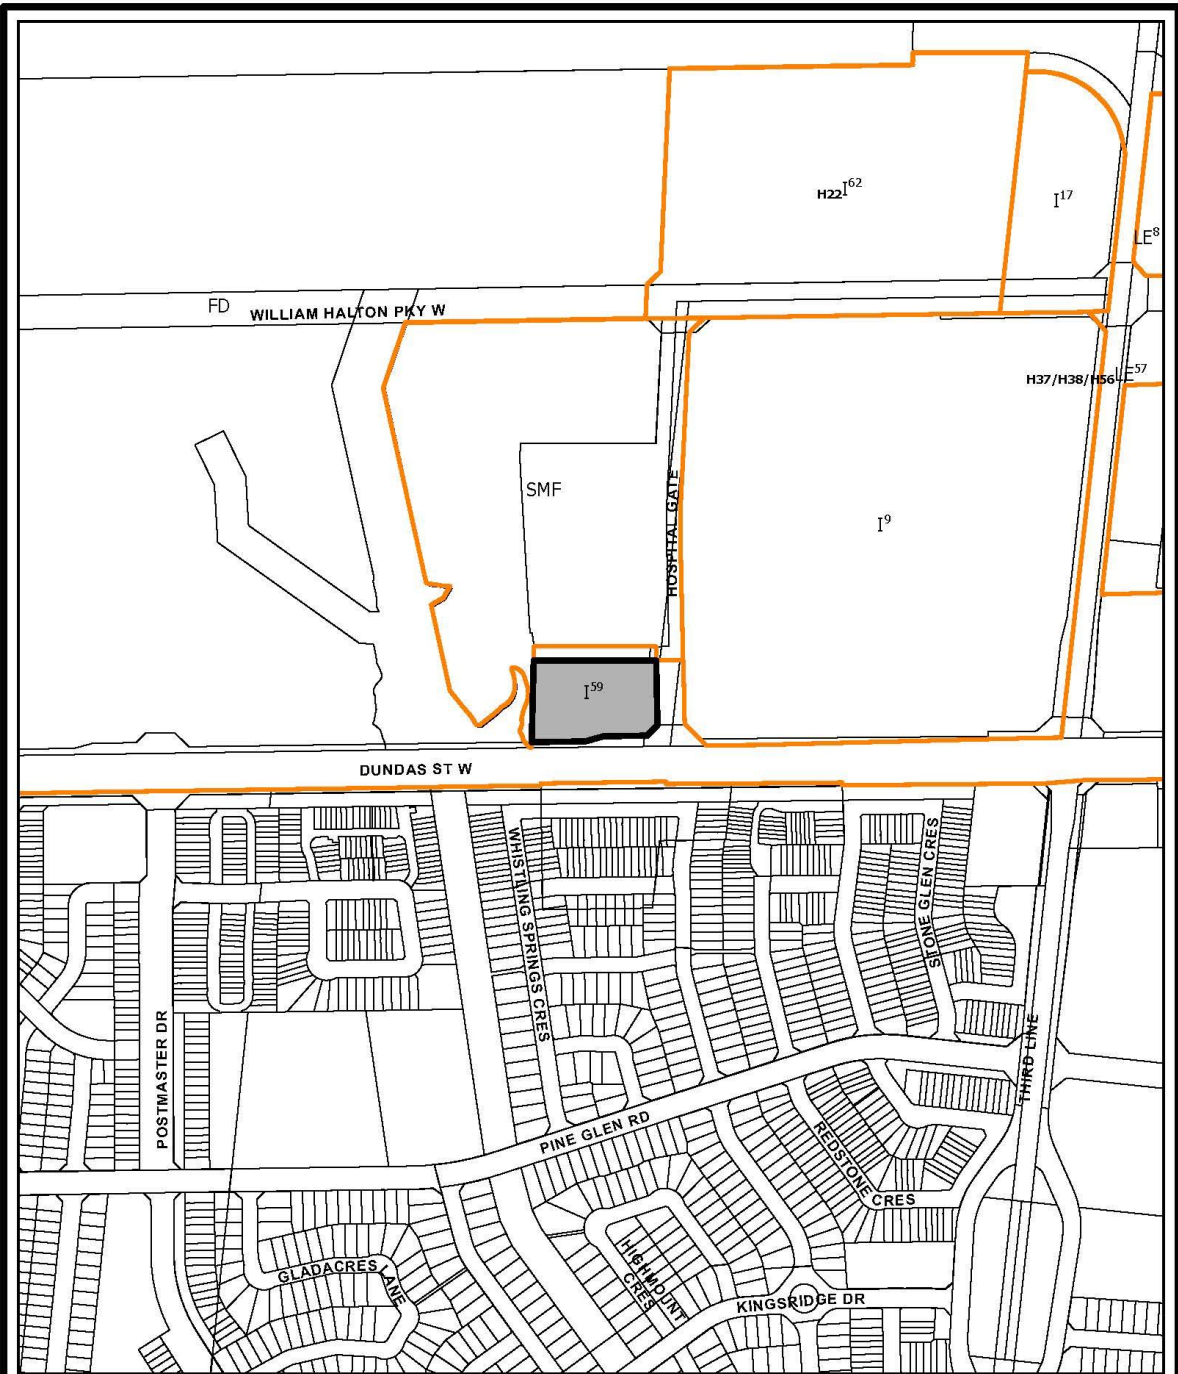 H22 I62
I17
LE8
FD
WILLIAM HALTON PKY W
H37/H38/H56 LE57
SMF
HOSPITAL GATE
I9
I59
DUNDAS ST W
WHISTLING SPRINGS CRES
STONE GLEN CRES
POSTMASTER DR
THIRD LINE
PINE GLEN RD
REDSTONE CRES
GLADACRES LANE
HIGHMOUNT
CRES
KINGSRIDGE DR